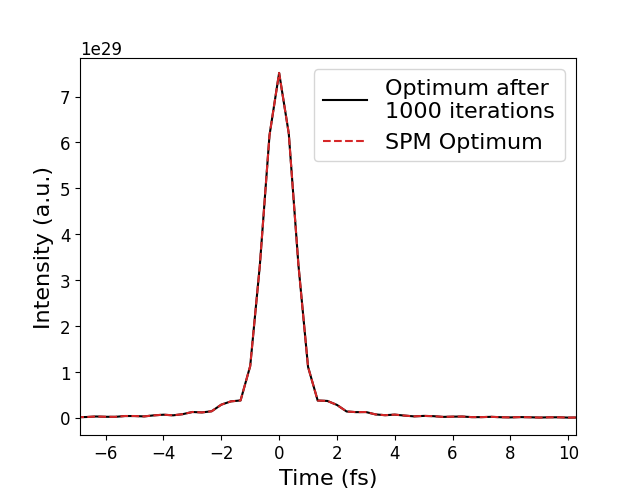 1e29
Optimum after
1000 iterations
SPM Optimum
7
6
5
4
3
2
1
0
Intensity (a.u.)
−6 −4 −2 0 2 4 6 8 10
Time (fs)